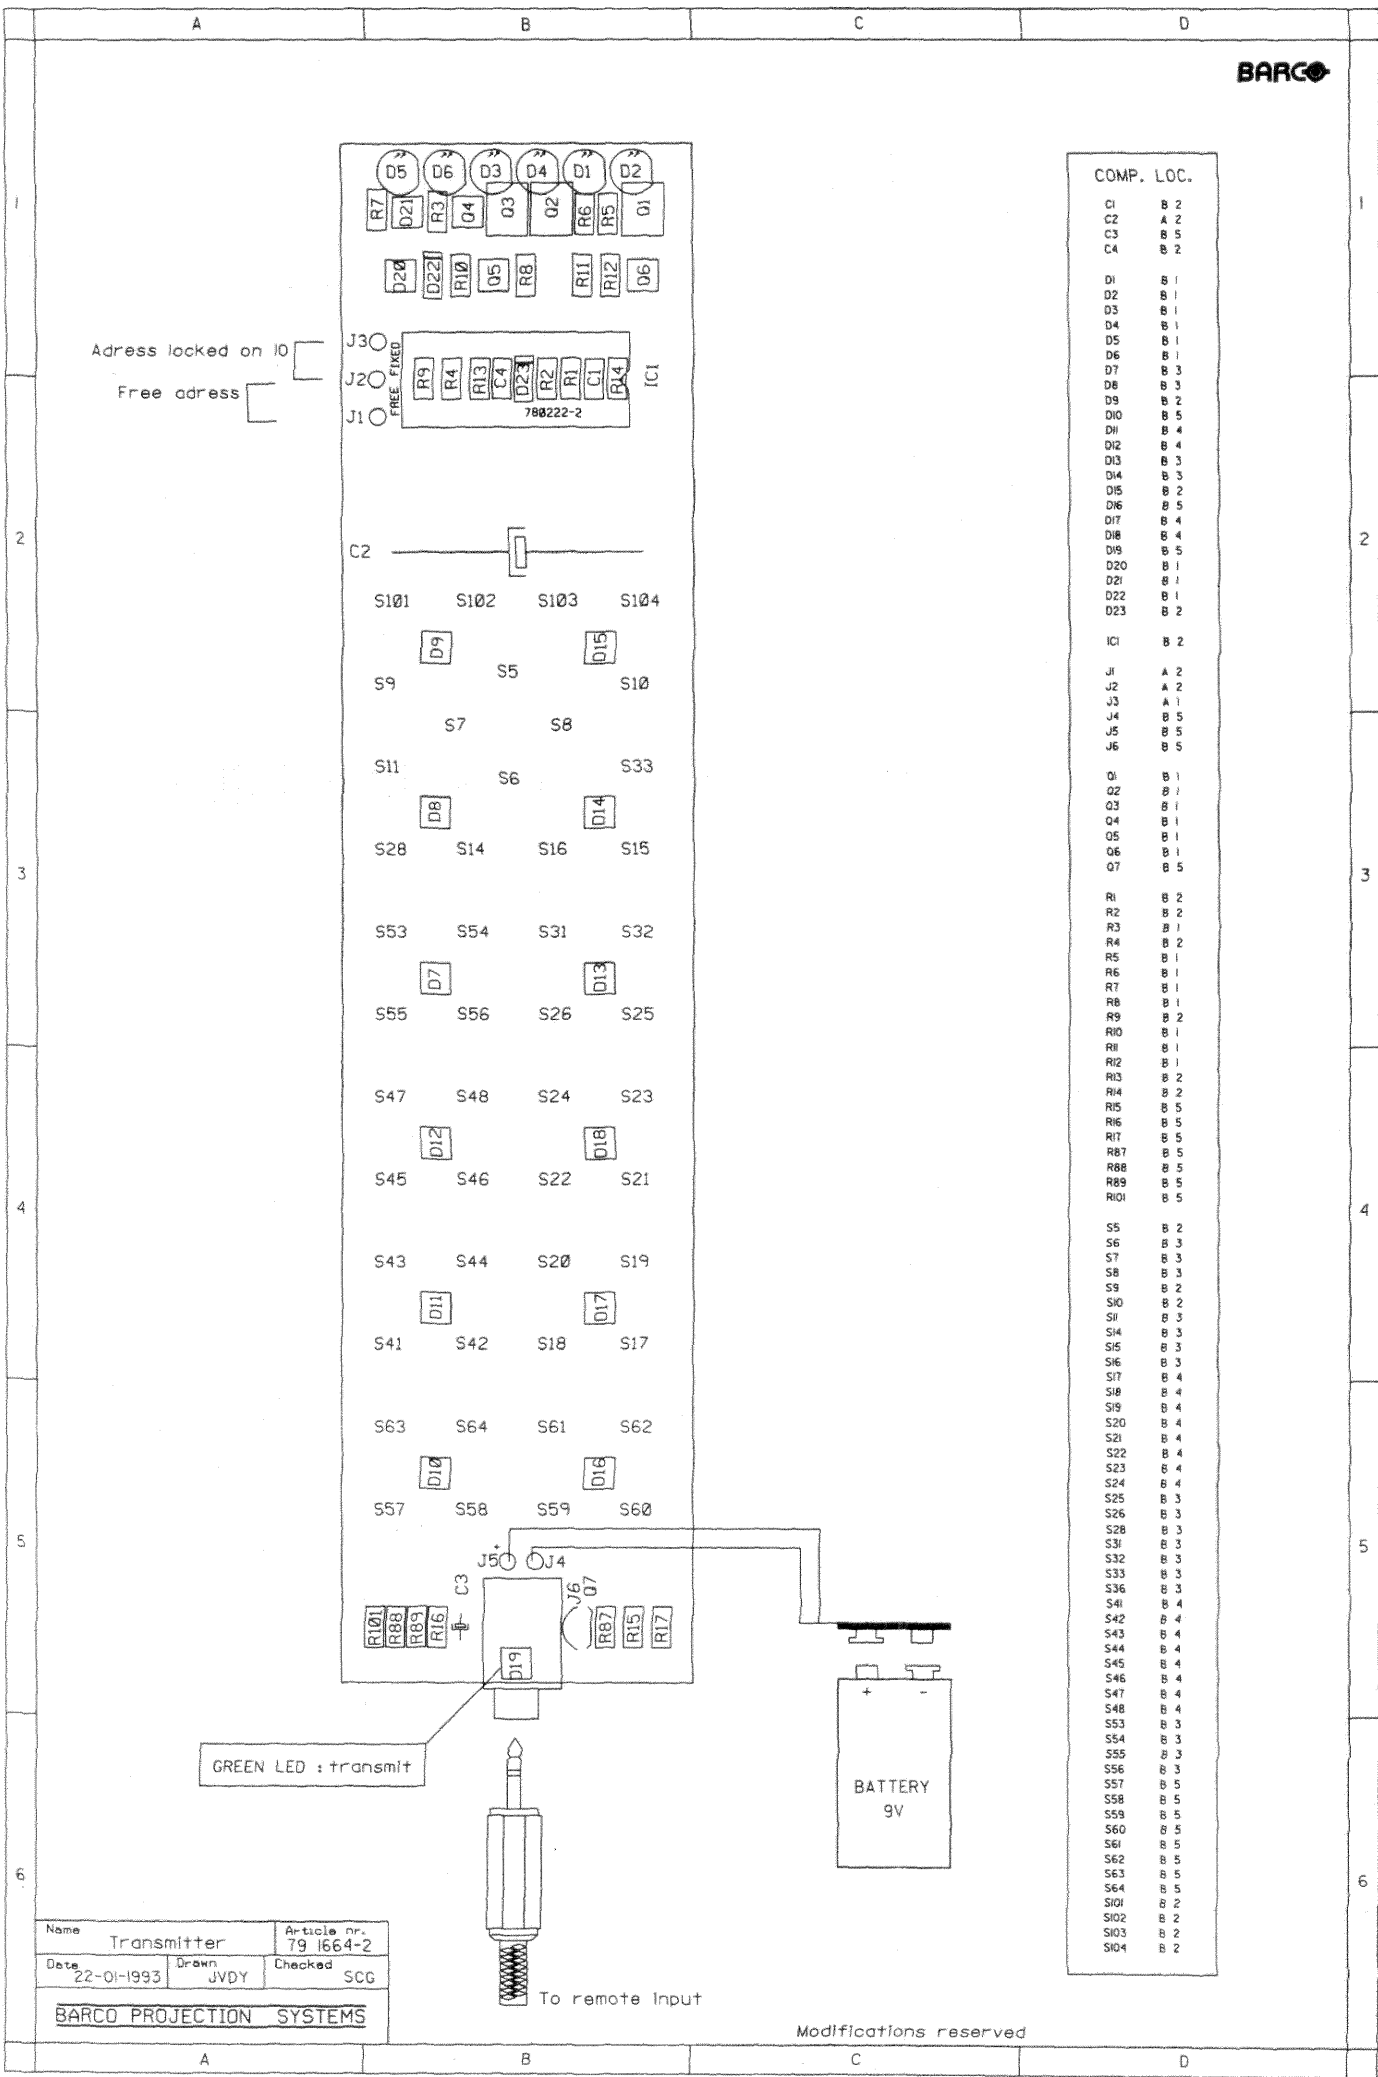 A B C D
BARCO
1 1
D5 D6 D3 D4 D1 D2
R7 D21 R3 Q4 Q3 Q2 R6 R5 Q1
D20 D22 R10 Q5 R8 R11 R12 Q6
Adress locked on 10
Free adress
J3
J2
J1
FREE FIXED
R9 R4 R13 C4 D23 R2 R1 C1 R14
IC1
780222-2
2 2
C2
S101 S102 S103 S104
D9 D15
S5
S9 S10
S7 S8
S11 S33
S6
D8 D14
S28 S14 S16 S15
3 3
S53 S54 S31 S32
D7 D13
S55 S56 S26 S25
S47 S48 S24 S23
D12 D18
S45 S46 S22 S21
4 4
S43 S44 S20 S19
D11 D17
S41 S42 S18 S17
S63 S64 S61 S62
D10 D16
S57 S58 S59 S60
5 5
+
J5 J4
C3 J6 Q7
R101 R88 R89 R16 R87 R15 R17
D19
GREEN LED : transmit
+ -
BATTERY
9V
6 6
To remote input
COMP. LOC.
C1 B 2
C2 A 2
C3 B 5
C4 B 2
D1 B 1
D2 B 1
D3 B 1
D4 B 1
D5 B 1
D6 B 1
D7 B 3
D8 B 3
D9 B 2
D10 B 5
D11 B 4
D12 B 4
D13 B 3
D14 B 3
D15 B 2
D16 B 5
D17 B 4
D18 B 4
D19 B 5
D20 B 1
D21 B 1
D22 B 1
D23 B 2
IC1 B 2
J1 A 2
J2 A 2
J3 A 1
J4 B 5
J5 B 5
J6 B 5
Q1 B 1
Q2 B 1
Q3 B 1
Q4 B 1
Q5 B 1
Q6 B 1
Q7 B 5
R1 B 2
R2 B 2
R3 B 1
R4 B 2
R5 B 1
R6 B 1
R7 B 1
R8 B 1
R9 B 2
R10 B 1
R11 B 1
R12 B 1
R13 B 2
R14 B 2
R15 B 5
R16 B 5
R17 B 5
R87 B 5
R88 B 5
R89 B 5
R101 B 5
S5 B 2
S6 B 3
S7 B 3
S8 B 3
S9 B 2
S10 B 2
S11 B 3
S14 B 3
S15 B 3
S16 B 3
S17 B 4
S18 B 4
S19 B 4
S20 B 4
S21 B 4
S22 B 4
S23 B 4
S24 B 4
S25 B 3
S26 B 3
S28 B 3
S31 B 3
S32 B 3
S33 B 3
S36 B 3
S41 B 4
S42 B 4
S43 B 4
S44 B 4
S45 B 4
S46 B 4
S47 B 4
S48 B 4
S53 B 3
S54 B 3
S55 B 3
S56 B 3
S57 B 5
S58 B 5
S59 B 5
S60 B 5
S61 B 5
S62 B 5
S63 B 5
S64 B 5
S101 B 2
S102 B 2
S103 B 2
S104 B 2
Name Transmitter
Article nr. 79 1664-2
Date 22-01-1993
Drawn JVDY
Checked SCG
BARCO PROJECTION SYSTEMS
Modifications reserved
A B C D